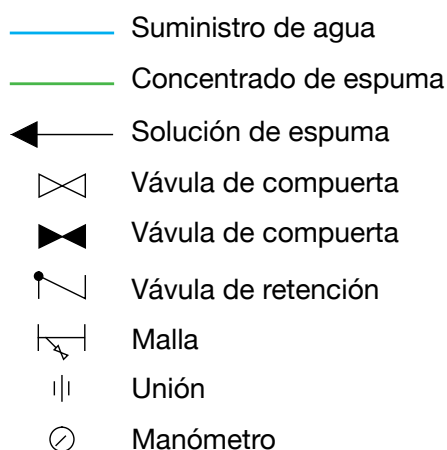 Suministro de agua
Concentrado de espuma
Solución de espuma
Vávula de compuerta
Vávula de compuerta
Vávula de retención
Malla
Unión
Manómetro